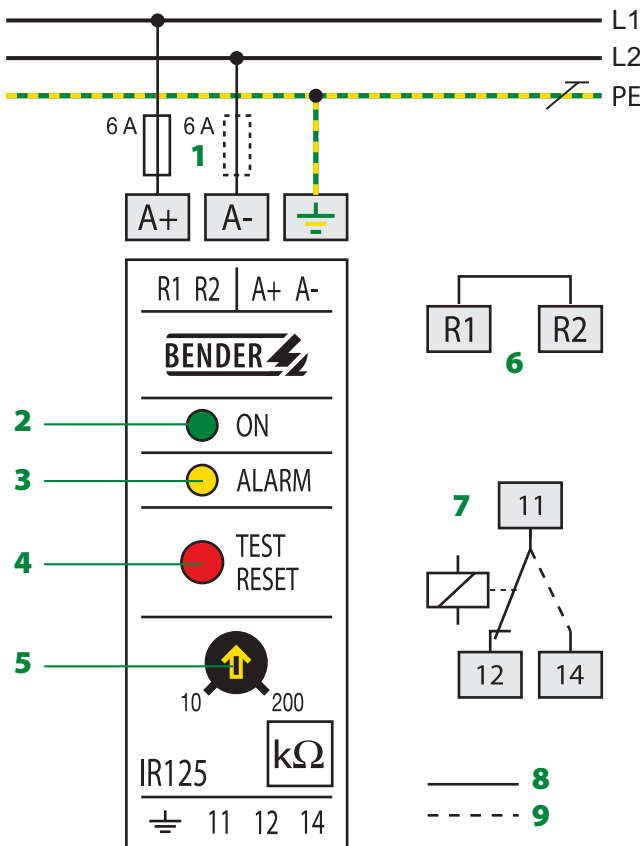 L1
L2
PE
6 A
6 A
1
A+
A-
R1 R2 A+ A-
BENDER
2
ON
3
ALARM
4
TEST
RESET
5
10
200
kΩ
IR125
11 12 14
R1
R2
6
7
11
12
14
8
9